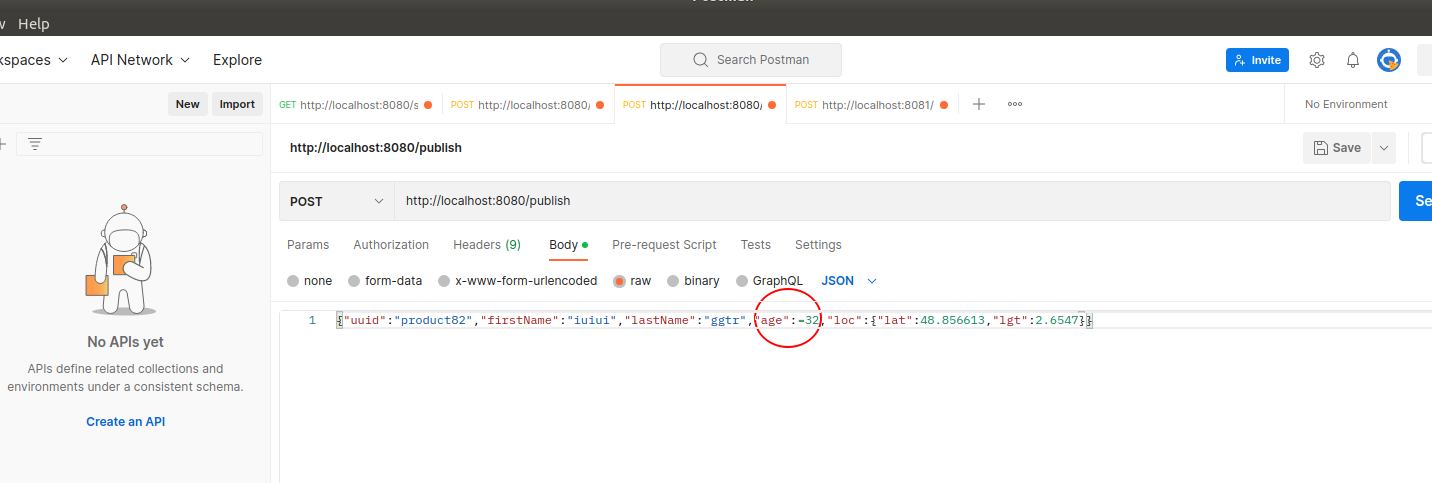 Help
API Network
Explore
Search Postman
Invite
New
Import
GET http://localhost:8080/s
POST http://localhost:8080/
POST http://localhost:8080/
POST http://localhost:8081/
No Environment
http://localhost:8080/publish
Save
POST
http://localhost:8080/publish
Params
Authorization
Headers (9)
Body
Pre-request Script
Tests
Settings
none
form-data
x-www-form-urlencoded
raw
binary
GraphQL
JSON
1
{"uuid":"product82","firstName":"iuiui","lastName":"ggtr","age":-32,"loc":{"lat":48.856613,"lgt":2.6547}}
No APIs yet
APIs define related collections and
environments under a consistent schema.
Create an API